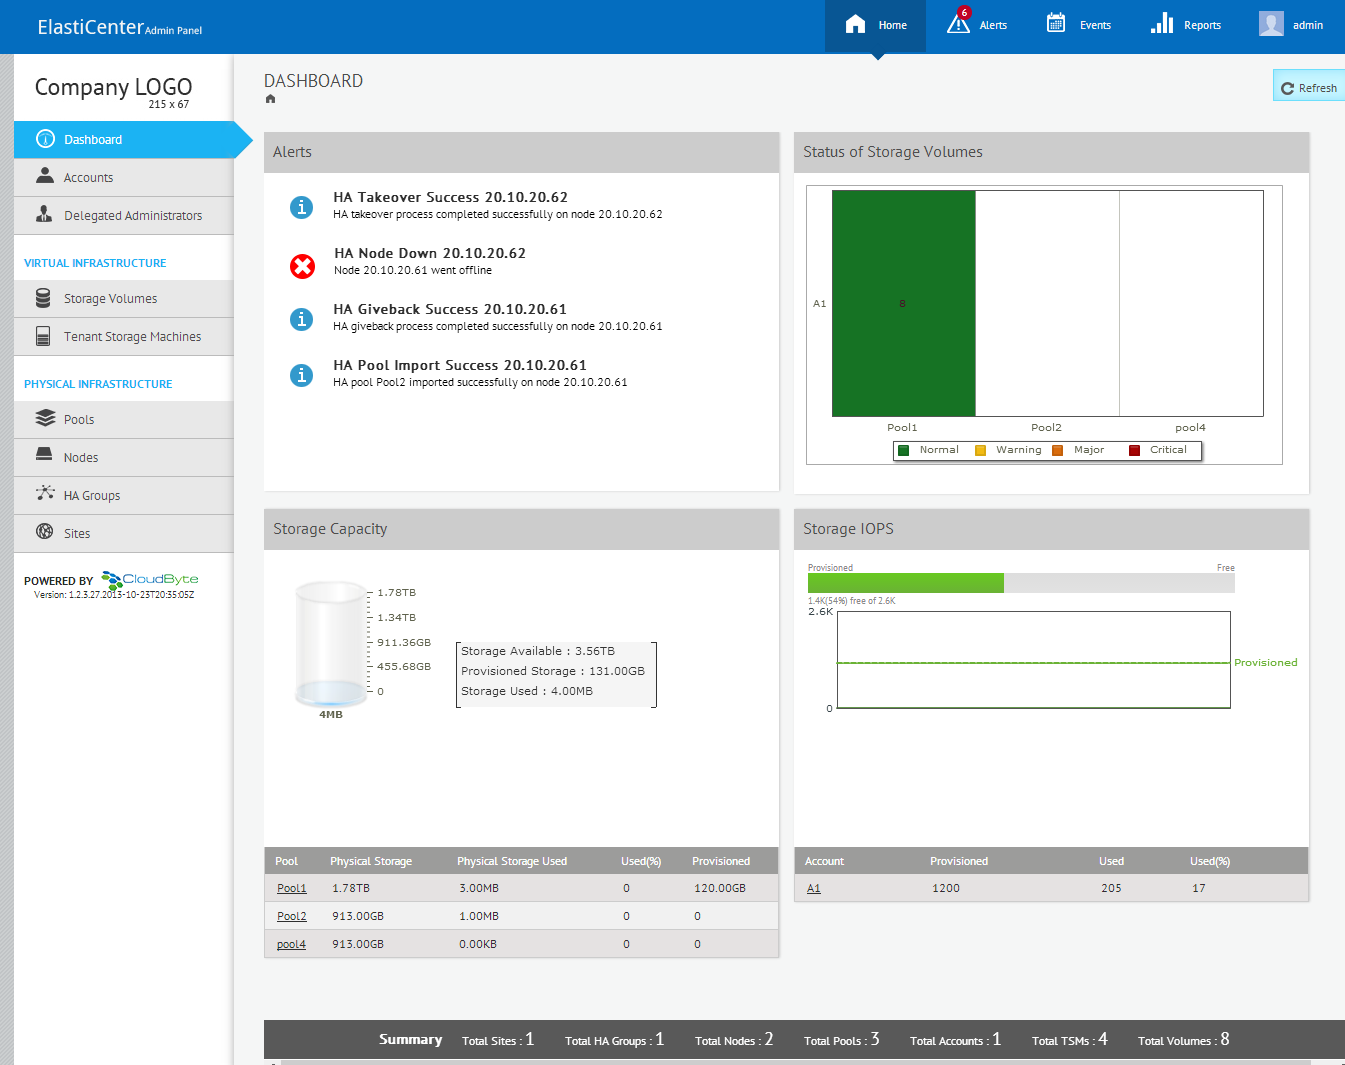 ElastiCenter Admin Panel
Home
6
Alerts
Events
Reports
admin
Company LOGO
215 x 67
Dashboard
Accounts
Delegated Administrators
VIRTUAL INFRASTRUCTURE
Storage Volumes
Tenant Storage Machines
PHYSICAL INFRASTRUCTURE
Pools
Nodes
HA Groups
Sites
POWERED BY CloudByte
Version: 1.2.3.27.2013-10-23T20:35:05Z
DASHBOARD
Refresh
Alerts
HA Takeover Success 20.10.20.62
HA takeover process completed successfully on node 20.10.20.62
HA Node Down 20.10.20.62
Node 20.10.20.61 went offline
HA Giveback Success 20.10.20.61
HA giveback process completed successfully on node 20.10.20.61
HA Pool Import Success 20.10.20.61
HA pool Pool2 imported successfully on node 20.10.20.61
Status of Storage Volumes
A1
8
Pool1 Pool2 pool4
Normal Warning Major Critical
Storage Capacity
1.78TB
1.34TB
911.36GB
455.68GB
0
4MB
Storage Available : 3.56TB
Provisioned Storage : 131.00GB
Storage Used : 4.00MB
Pool Physical Storage Physical Storage Used Used(%) Provisioned
Pool1 1.78TB 3.00MB 0 120.00GB
Pool2 913.00GB 1.00MB 0 0
pool4 913.00GB 0.00KB 0 0
Storage IOPS
Provisioned Free
1.4K(54%) free of 2.6K
2.6K
Provisioned
0
Account Provisioned Used Used(%)
A1 1200 205 17
Summary Total Sites : 1 Total HA Groups : 1 Total Nodes : 2 Total Pools : 3 Total Accounts : 1 Total TSMs : 4 Total Volumes : 8